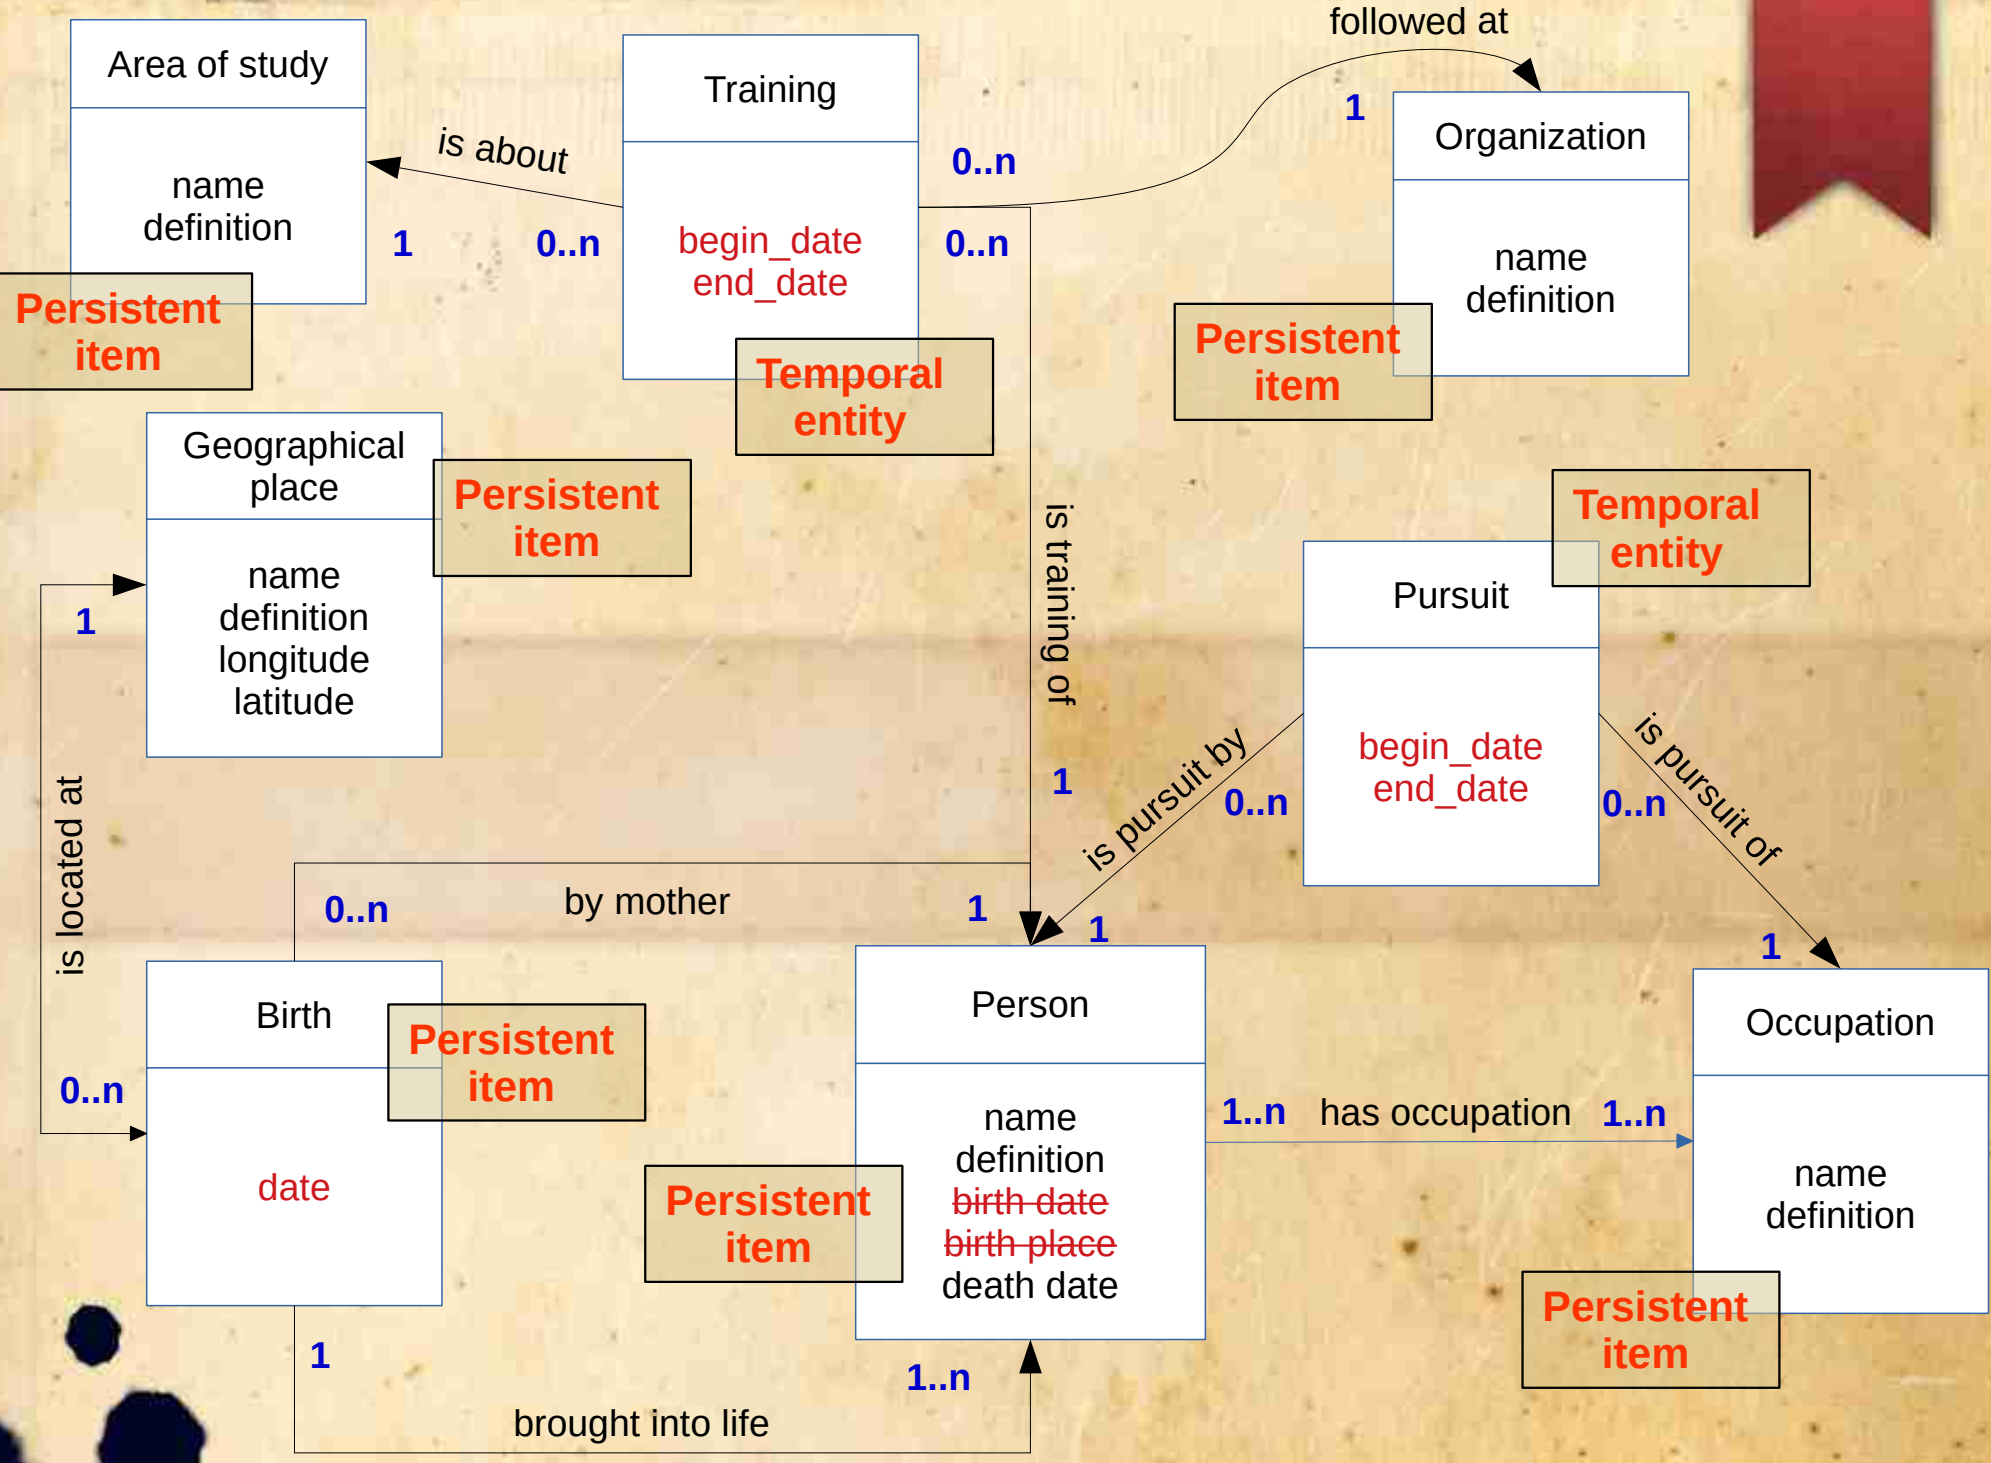 followed at
Area of study
name
definition
Persistent
item
is about
1
0..n
Training
begin_date
end_date
Temporal
entity
0..n
0..n
1
Organization
name
definition
Persistent
item
Geographical
place
name
definition
longitude
latitude
Persistent
item
1
is located at
0..n
is training of
1
Temporal
entity
Pursuit
begin_date
end_date
is pursuit by
0..n
1
is pursuit of
0..n
1
0..n
by mother
1
Birth
date
Persistent
item
1
brought into life
1..n
Person
name
definition
birth date
birth place
death date
Persistent
item
1..n
has occupation
1..n
Occupation
name
definition
Persistent
item